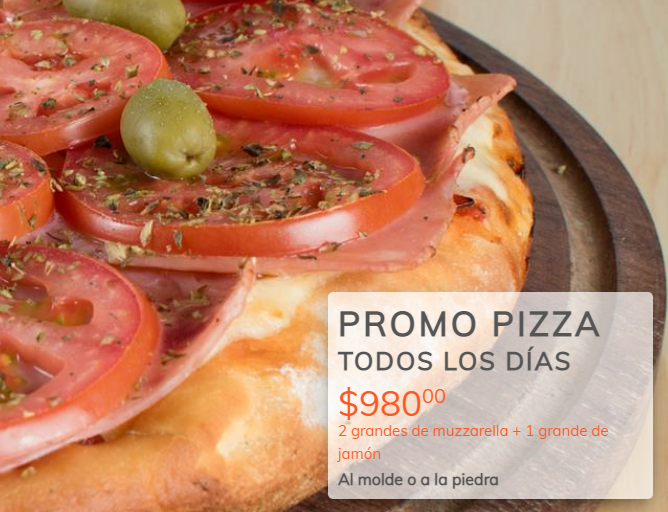 PROMO PIZZA
TODOS LOS DÍAS
$980⁰⁰
2 grandes de muzzarella + 1 grande de
jamón
Al molde o a la piedra